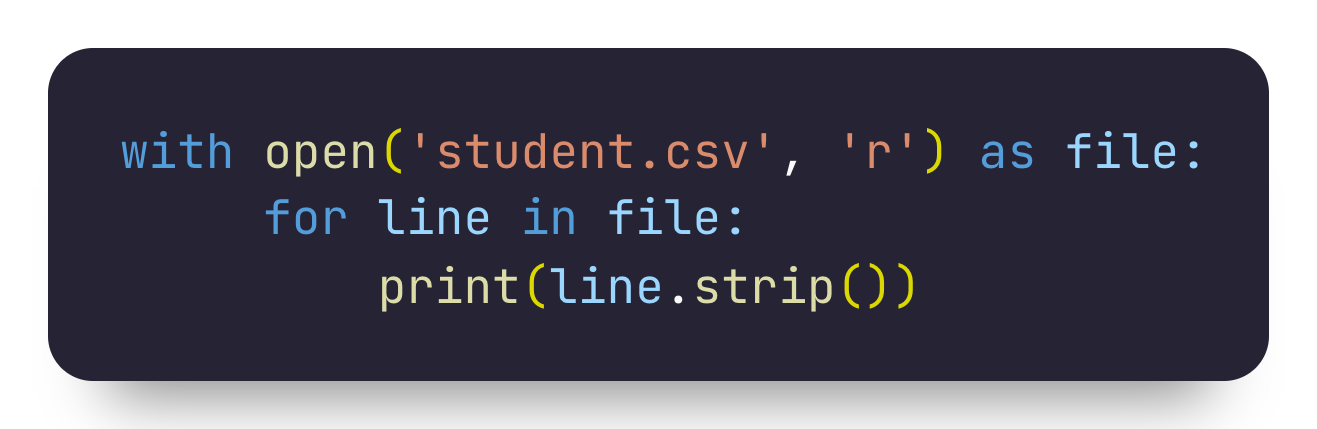 with open('student.csv', 'r') as file:
     for line in file:
         print(line.strip())